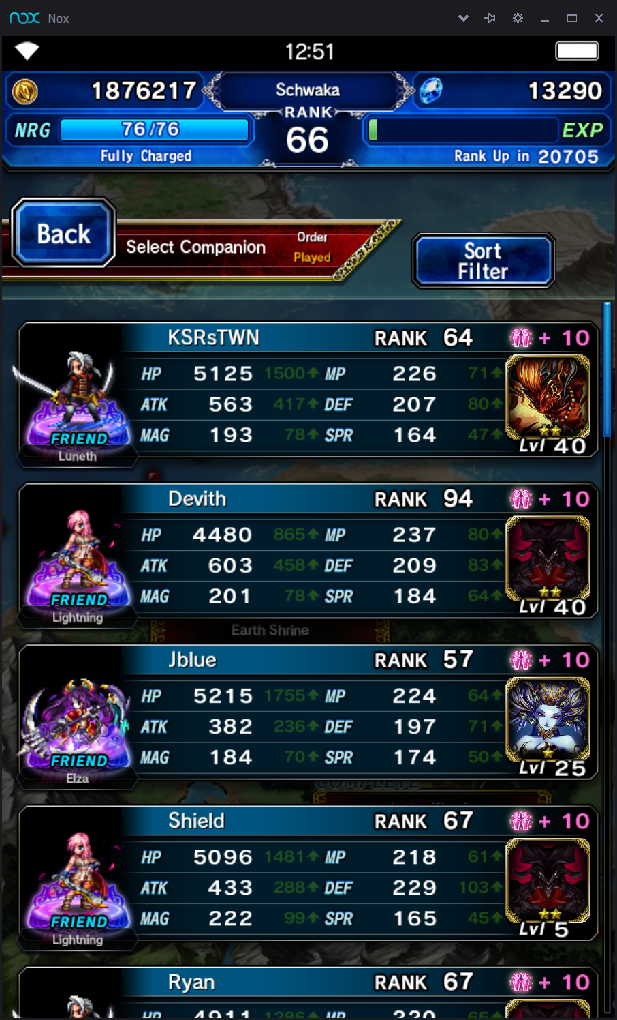 nox Nox
12:51
1876217 Schwaka 13290
NRG 76/76 RANK 66 EXP
Fully Charged Rank Up in 20705
Back Select Companion Order Played Sort Filter
KSRsTWN RANK 64 + 10
HP 5125 1500 MP 226 71
ATK 563 417 DEF 207 80
MAG 193 78 SPR 164 47
FRIEND Lvl 40
Luneth
Devith RANK 94 + 10
HP 4480 865 MP 237 80
ATK 603 458 DEF 209 83
MAG 201 78 SPR 184 64
FRIEND Lvl 40
Lightning
Earth Shrine
Jblue RANK 57 + 10
HP 5215 1755 MP 224 64
ATK 382 236 DEF 197 71
MAG 184 70 SPR 174 50
FRIEND Lvl 25
Elza
Shield RANK 67 + 10
HP 5096 1481 MP 218 61
ATK 433 288 DEF 229 103
MAG 222 99 SPR 165 45
FRIEND Lvl 5
Lightning
Ryan RANK 67 + 10
HP 4911 MP 220